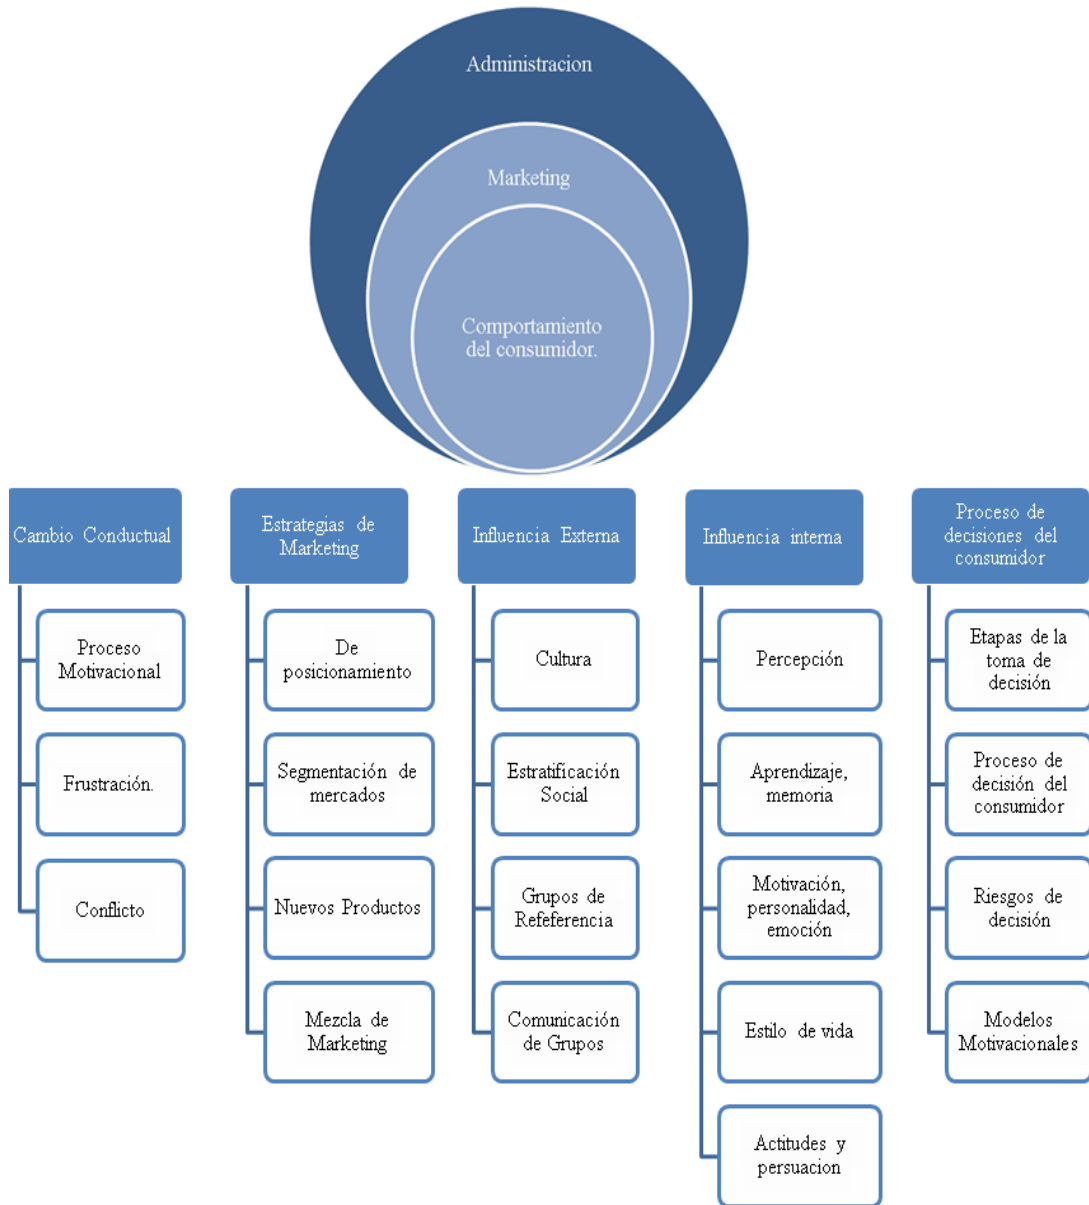 Administracion
Marketing
Comportamiento
del consumidor.
Cambio Conductual
Proceso
Motivacional
Frustración.
Conflicto
Estrategias de
Marketing
De
posicionamiento
Segmentación de
mercados
Nuevos Productos
Mezcla de
Marketing
Influencia Externa
Cultura
Estratificación
Social
Grupos de
Refeferencia
Comunicación
de Grupos
Influencia interna
Percepción
Aprendizaje,
memoria
Motivación,
personalidad,
emoción
Estilo de vida
Actitudes y
persuacion
Proceso de
decisiones del
consumidor
Etapas de la
toma de
decisión
Proceso de
decisión del
consumidor
Riesgos de
decisión
Modelos
Motivacionales